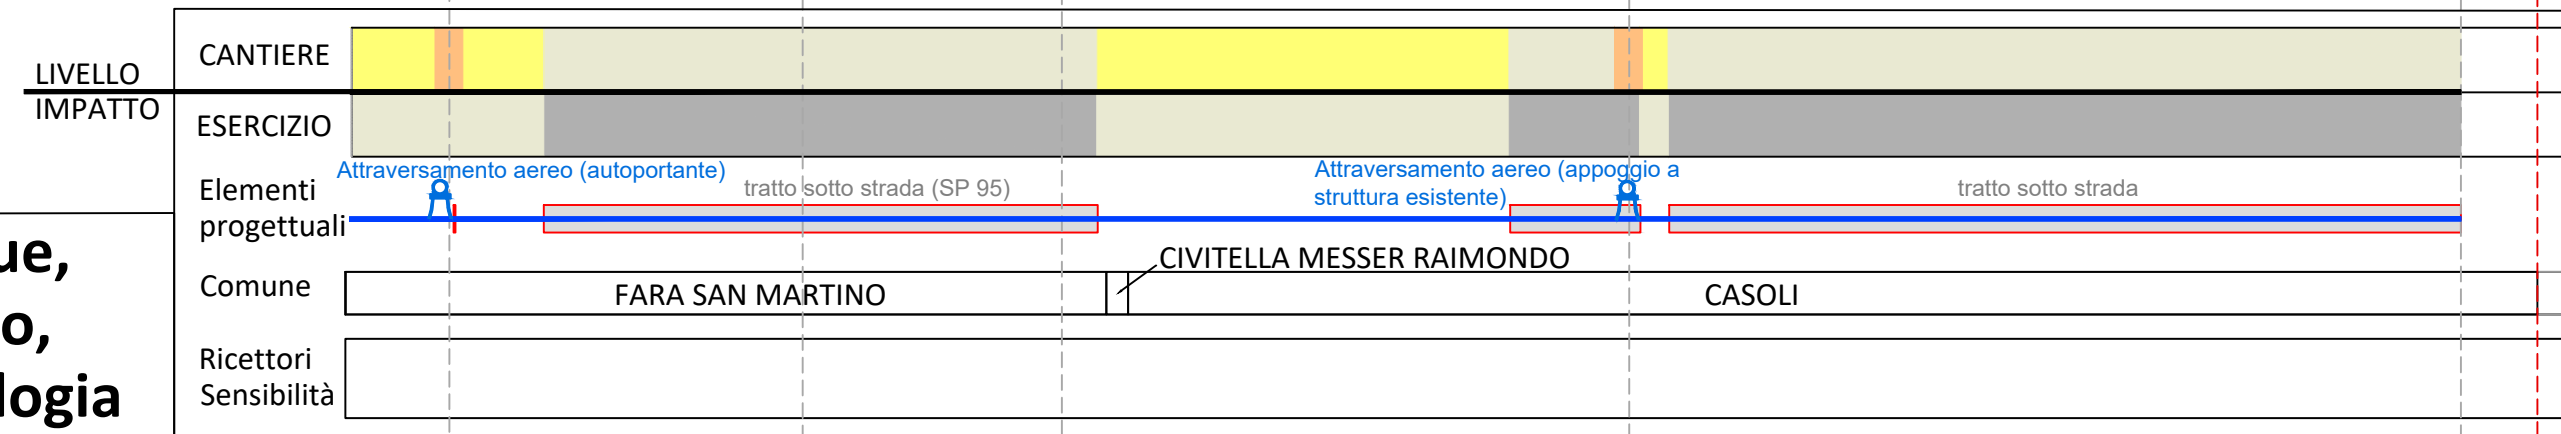 LIVELLO
IMPATTO
CANTIERE
ESERCIZIO
Attraversamento aereo (autoportante)
Attraversamento aereo (appoggio a
struttura esistente)
Elementi
progettuali
tratto sotto strada (SP 95)
tratto sotto strada
CIVITELLA MESSER RAIMONDO
Comune
FARA SAN MARTINO
CASOLI
Ricettori
Sensibilità
ue,
o,
logia